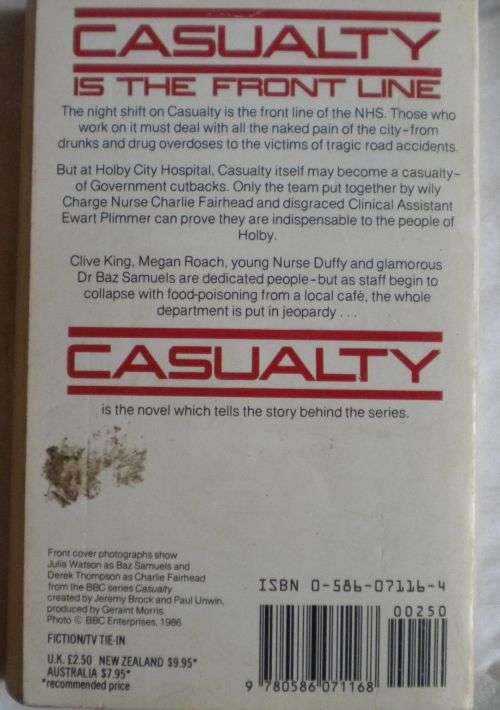 CASUALTY
IS THE FRONT LINE
The night shift on Casualty is the front line of the NHS. Those who
work on it must deal with all the naked pain of the city–from
drunks and drug overdoses to the victims of tragic road accidents.
But at Holby City Hospital, Casualty itself may become a casualty–
of Government cutbacks. Only the team put together by wily
Charge Nurse Charlie Fairhead and disgraced Clinical Assistant
Ewart Plimmer can prove they are indispensable to the people of
Holby.
Clive King, Megan Roach, young Nurse Duffy and glamorous
Dr Baz Samuels are dedicated people–but as staff begin to
collapse with food-poisoning from a local café, the whole
department is put in jeopardy . . .
CASUALTY
is the novel which tells the story behind the series.
Front cover photographs show
Julia Watson as Baz Samuels and
Derek Thompson as Charlie Fairhead
from the BBC series Casualty
created by Jeremy Brock and Paul Unwin,
produced by Geraint Morris.
Photo © BBC Enterprises, 1986
FICTION/TV TIE-IN
U.K. £2.50 NEW ZEALAND $9.95*
AUSTRALIA $7.95*
*recommended price
ISBN 0-586-07116-4
00250
9 780586 071168